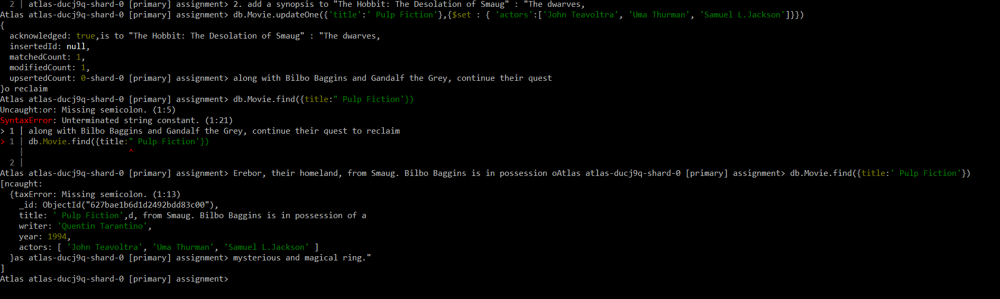 2 | atlas-ducj9q-shard-0 [primary] assignment> 2. add a synopsis to "The Hobbit: The Desolation of Smaug" : "The dwarves,
Atlas atlas-ducj9q-shard-0 [primary] assignment> db.Movie.updateOne({'title':' Pulp Fiction'},{$set : { 'actors':['John Teavoltra', 'Uma Thurman', 'Samuel L.Jackson']}})
{
  acknowledged: true,is to "The Hobbit: The Desolation of Smaug" : "The dwarves,
  insertedId: null,
  matchedCount: 1,
  modifiedCount: 1,
  upsertedCount: 0-shard-0 [primary] assignment> along with Bilbo Baggins and Gandalf the Grey, continue their quest
}o reclaim
Atlas atlas-ducj9q-shard-0 [primary] assignment> db.Movie.find({title:" Pulp Fiction'})
Uncaught:or: Missing semicolon. (1:5)
SyntaxError: Unterminated string constant. (1:21)
> 1 | along with Bilbo Baggins and Gandalf the Grey, continue their quest to reclaim
> 1 | db.Movie.find({title:" Pulp Fiction'})
    |                      ^
  2 |
Atlas atlas-ducj9q-shard-0 [primary] assignment> Erebor, their homeland, from Smaug. Bilbo Baggins is in possession oAtlas atlas-ducj9q-shard-0 [primary] assignment> db.Movie.find({title:' Pulp Fiction'})
[ncaught:
  {taxError: Missing semicolon. (1:13)
    _id: ObjectId("627bae1b6d1d2492bdd83c00"),
    title: ' Pulp Fiction',d, from Smaug. Bilbo Baggins is in possession of a
    writer: 'Quentin Tarantino',
    year: 1994,
    actors: [ 'John Teavoltra', 'Uma Thurman', 'Samuel L.Jackson' ]
  }as atlas-ducj9q-shard-0 [primary] assignment> mysterious and magical ring."
]
Atlas atlas-ducj9q-shard-0 [primary] assignment>